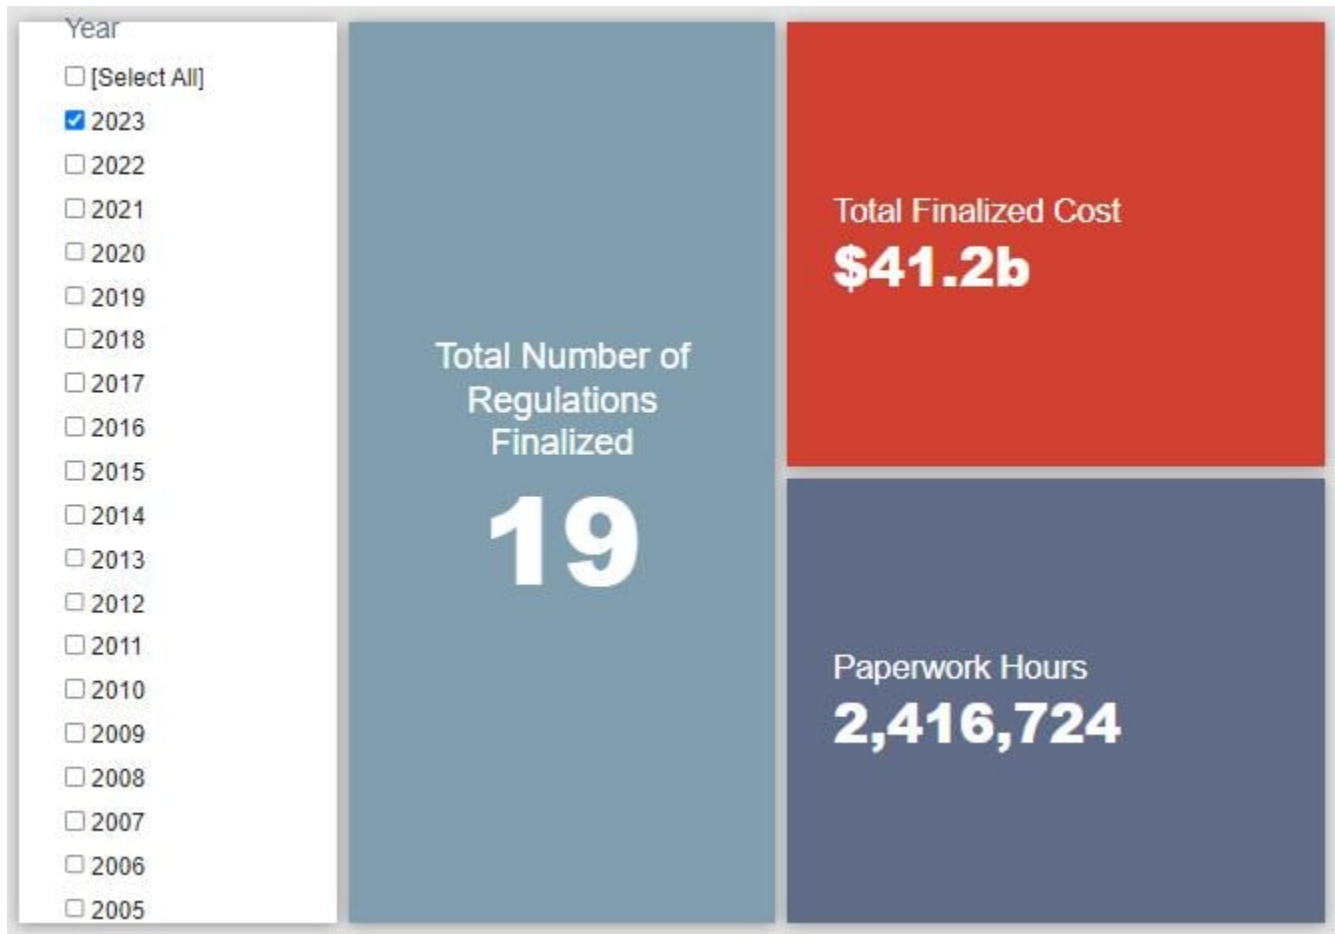 Year
[Select All]
2023
2022
2021
2020
2019
2018
2017
2016
2015
2014
2013
2012
2011
2010
2009
2008
2007
2006
2005
Total Number of
Regulations
Finalized
19
Total Finalized Cost
$41.2b
Paperwork Hours
2,416,724